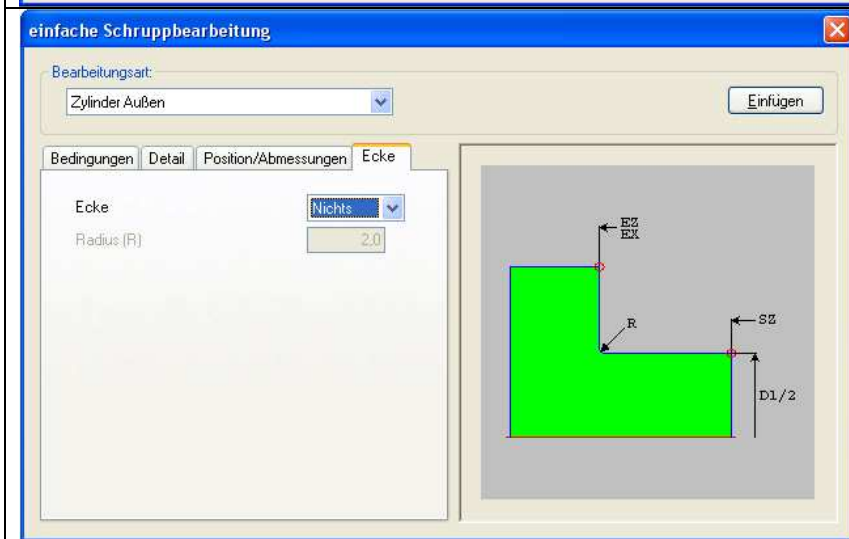 einfache Schruppbearbeitung
Bearbeitungsart:
Zylinder Außen
Einfügen
Bedingungen Detail Position/Abmessungen Ecke
Ecke Nichts
Radius (R) 2,0
EZ
EX
R
SZ
D1/2